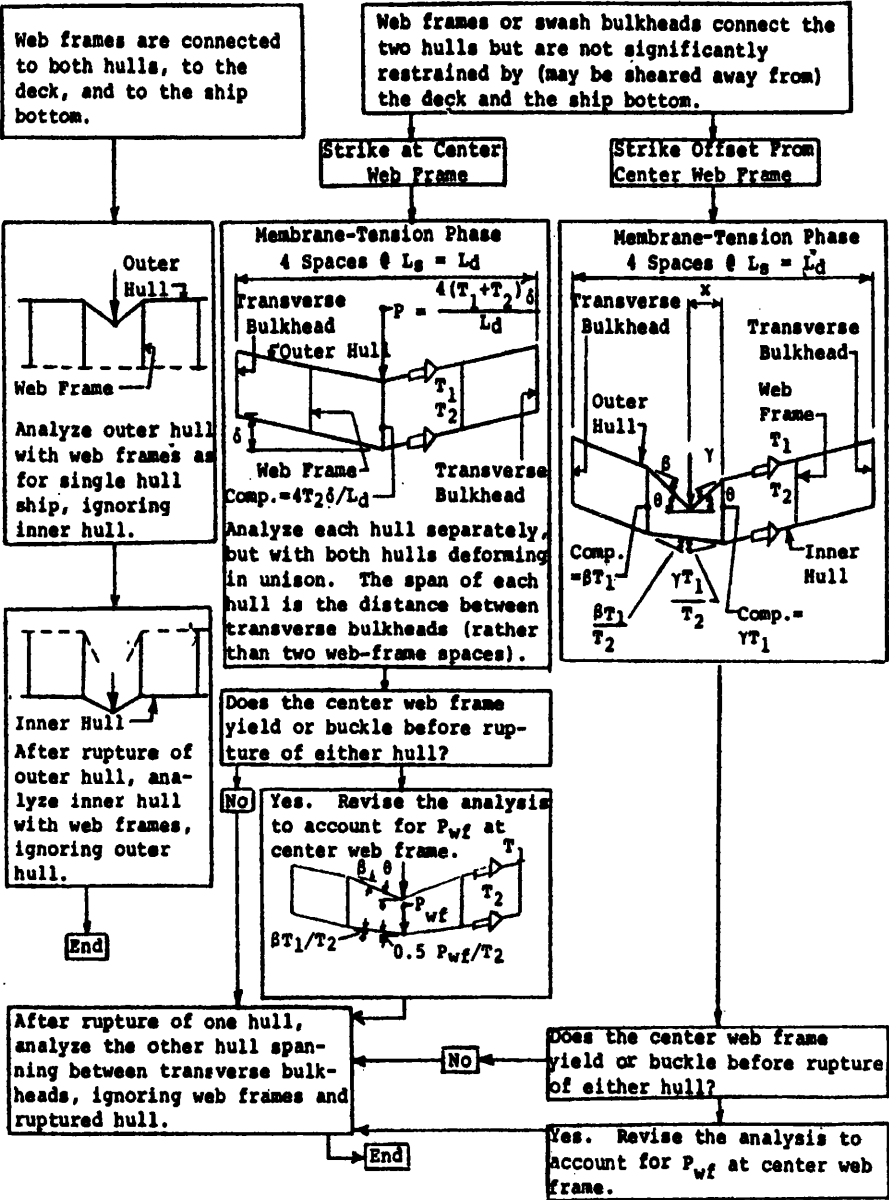 Web frames are connected
to both hulls, to the
deck, and to the ship
bottom.
Web frames or swash bulkheads connect the
two hulls but are not significantly
restrained by (may be sheared away from)
the deck and the ship bottom.
Strike at Center
Web Frame
Strike Offset From
Center Web Frame
Outer
Hull
Web Frame
Analyze outer hull
with web frames as
for single hull
ship, ignoring
inner hull.
Inner Hull
After rupture of
outer hull, ana-
lyze inner hull
with web frames,
ignoring outer
hull.
End
Membrane-Tension Phase
4 Spaces @ Ls = Ld
Transverse
Bulkhead
P = 4(T1+T2)δ / Ld
Outer Hull
T1
T2
δ
Web Frame
Transverse
Bulkhead
Comp.=4T2δ/Ld
Analyze each hull separately,
but with both hulls deforming
in unison. The span of each
hull is the distance between
transverse bulkheads (rather
than two web-frame spaces).
Does the center web frame
yield or buckle before rup-
ture of either hull?
No
Yes. Revise the analysis
to account for Pwf at
center web frame.
β θ
T1
T2
Pwf
βT1/T2
0.5 Pwf/T2
Membrane-Tension Phase
4 Spaces @ Ls = Ld
x
Transverse
Bulkhead
Transverse
Bulkhead
Outer
Hull
Web
Frame
T1
T2
β γ
θ θ
Comp.
=βT1
βT1/T2
γT1/T2
Comp.=
γT1
Inner
Hull
After rupture of one hull,
analyze the other hull span-
ning between transverse bulk-
heads, ignoring web frames and
ruptured hull.
End
No
Does the center web frame
yield or buckle before rupture
of either hull?
Yes. Revise the analysis to
account for Pwf at center web
frame.